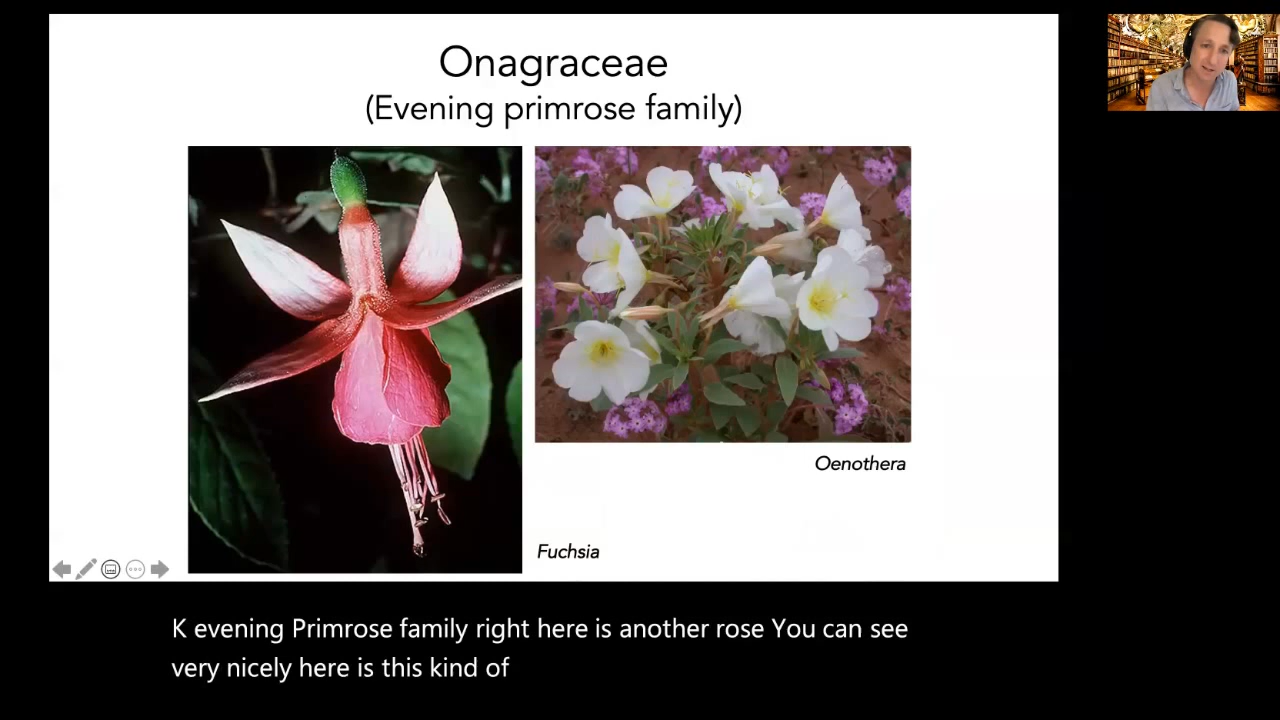 Onagraceae
(Evening primrose family)
Oenothera
Fuchsia
K evening Primrose family right here is another rose You can see
very nicely here is this kind of